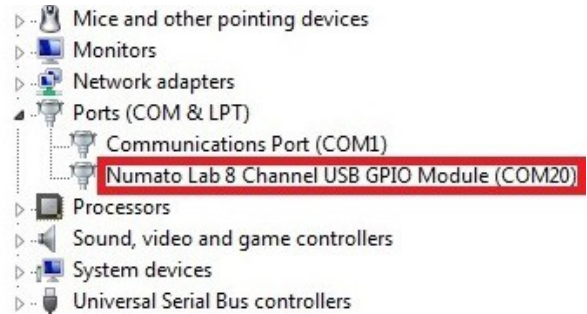 Mice and other pointing devices
Monitors
Network adapters
Ports (COM & LPT)
Communications Port (COM1)
Numato Lab 8 Channel USB GPIO Module (COM20)
Processors
Sound, video and game controllers
System devices
Universal Serial Bus controllers